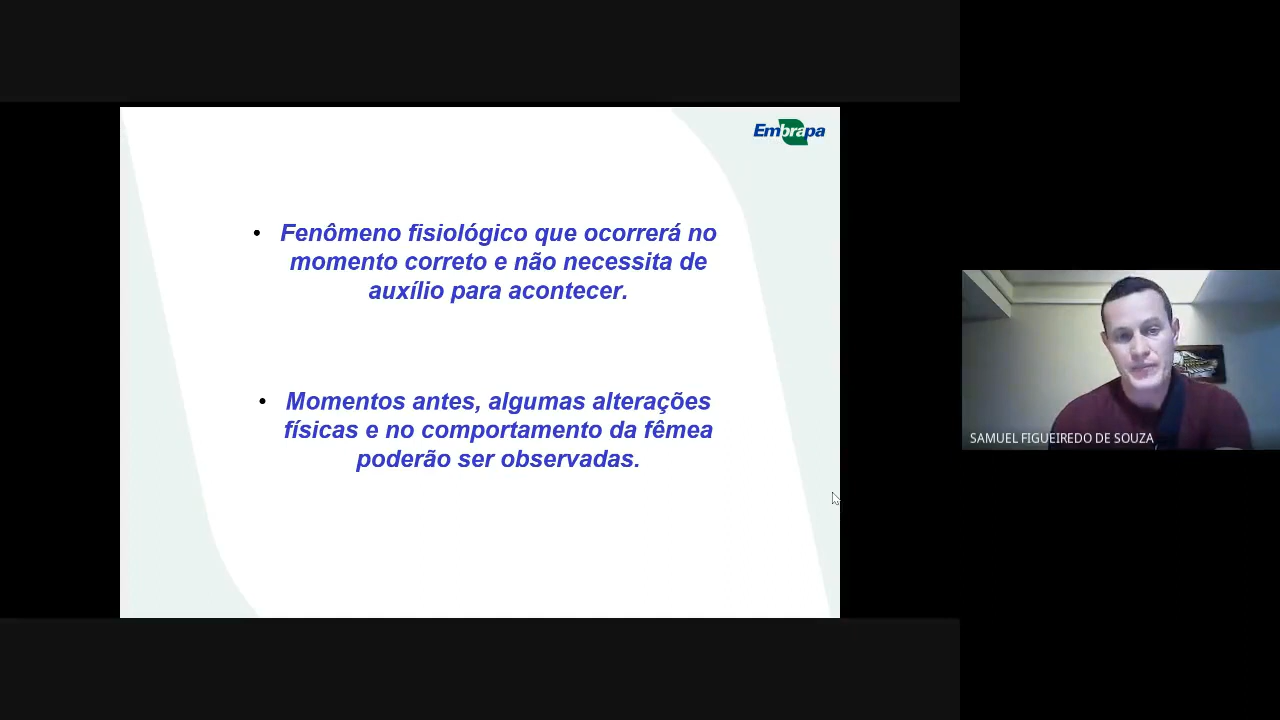 Embrapa
• Fenômeno fisiológico que ocorrerá no
momento correto e não necessita de
auxílio para acontecer.
• Momentos antes, algumas alterações
físicas e no comportamento da fêmea
poderão ser observadas.
SAMUEL FIGUEIREDO DE SOUZA